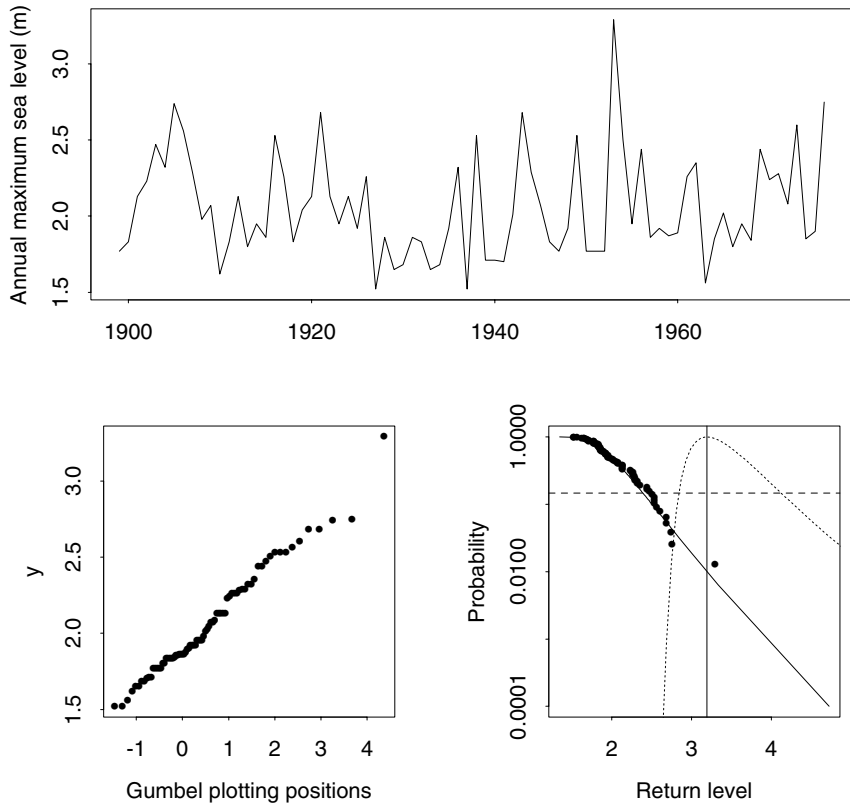 Annual maximum sea level (m)
3.0
2.5
2.0
1.5
1900 1920 1940 1960
y
3.0
2.5
2.0
1.5
-1 0 1 2 3 4
Gumbel plotting positions
Probability
1.0000
0.0100
0.0001
2 3 4
Return level